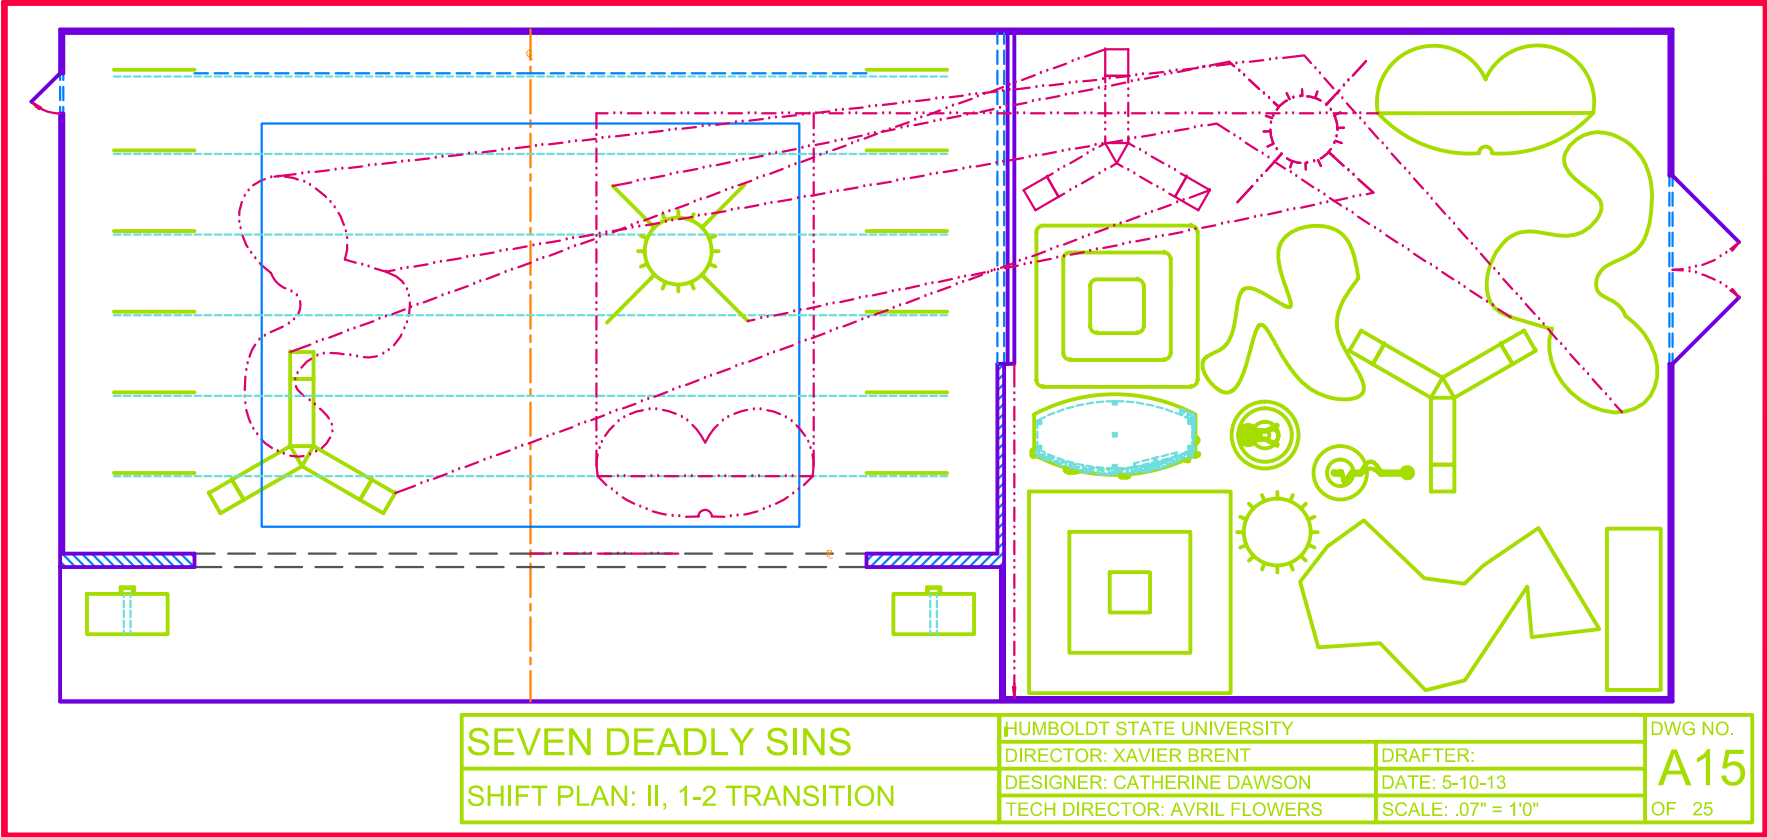 SEVEN DEADLY SINS
SHIFT PLAN: II, 1-2 TRANSITION
HUMBOLDT STATE UNIVERSITY
DIRECTOR: XAVIER BRENT
DRAFTER:
DESIGNER: CATHERINE DAWSON
DATE: 5-10-13
TECH DIRECTOR: AVRIL FLOWERS
SCALE: .07" = 1'0"
DWG NO.
A15
OF 25